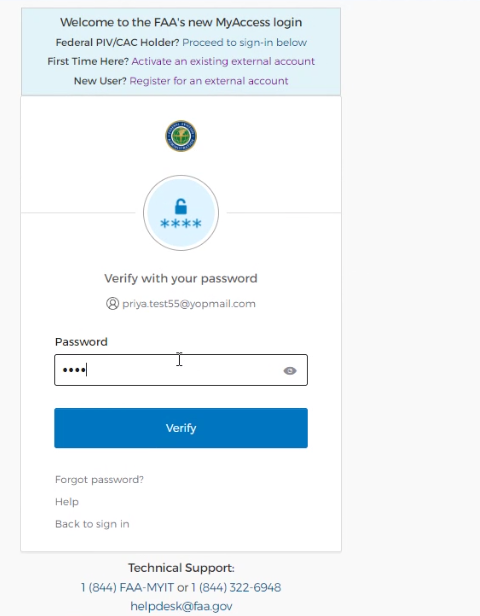 Welcome to the FAA's new MyAccess login
Federal PIV/CAC Holder? Proceed to sign-in below
First Time Here? Activate an existing external account
New User? Register for an external account
****
Verify with your password
priya.test55@yopmail.com
Password
••••
Verify
Forgot password?
Help
Back to sign in
Technical Support:
1 (844) FAA-MYIT or 1 (844) 322-6948
helpdesk@faa.gov